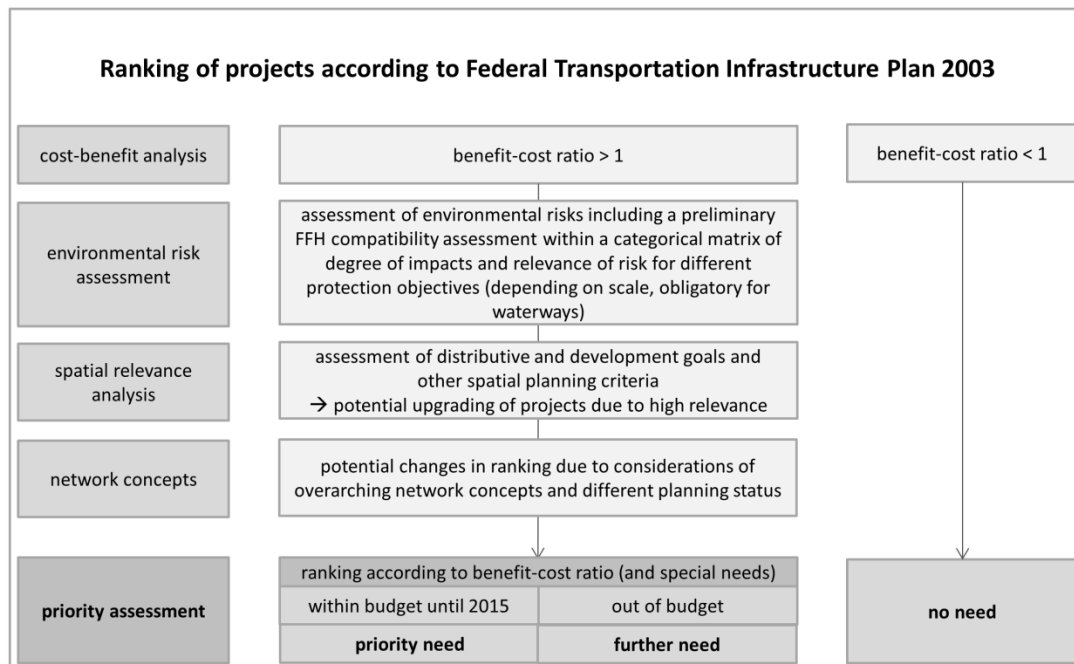 Ranking of projects according to Federal Transportation Infrastructure Plan 2003
cost-benefit analysis
benefit-cost ratio > 1
benefit-cost ratio < 1
environmental risk
assessment
assessment of environmental risks including a preliminary
FFH compatibility assessment within a categorical matrix of
degree of impacts and relevance of risk for different
protection objectives (depending on scale, obligatory for
waterways)
spatial relevance
analysis
assessment of distributive and development goals and
other spatial planning criteria
→ potential upgrading of projects due to high relevance
network concepts
potential changes in ranking due to considerations of
overarching network concepts and different planning status
priority assessment
ranking according to benefit-cost ratio (and special needs)
within budget until 2015
out of budget
priority need
further need
no need